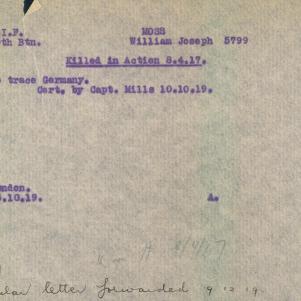 I.F. MOSS
th Btn. William Joseph 5799
Killed in Action 8.4.17.
trace Germany.
Cert. by Capt. Mills 10.10.19.
ndon.
.10.19. A.
A 8/4/17
letter forwarded 9 12 19.